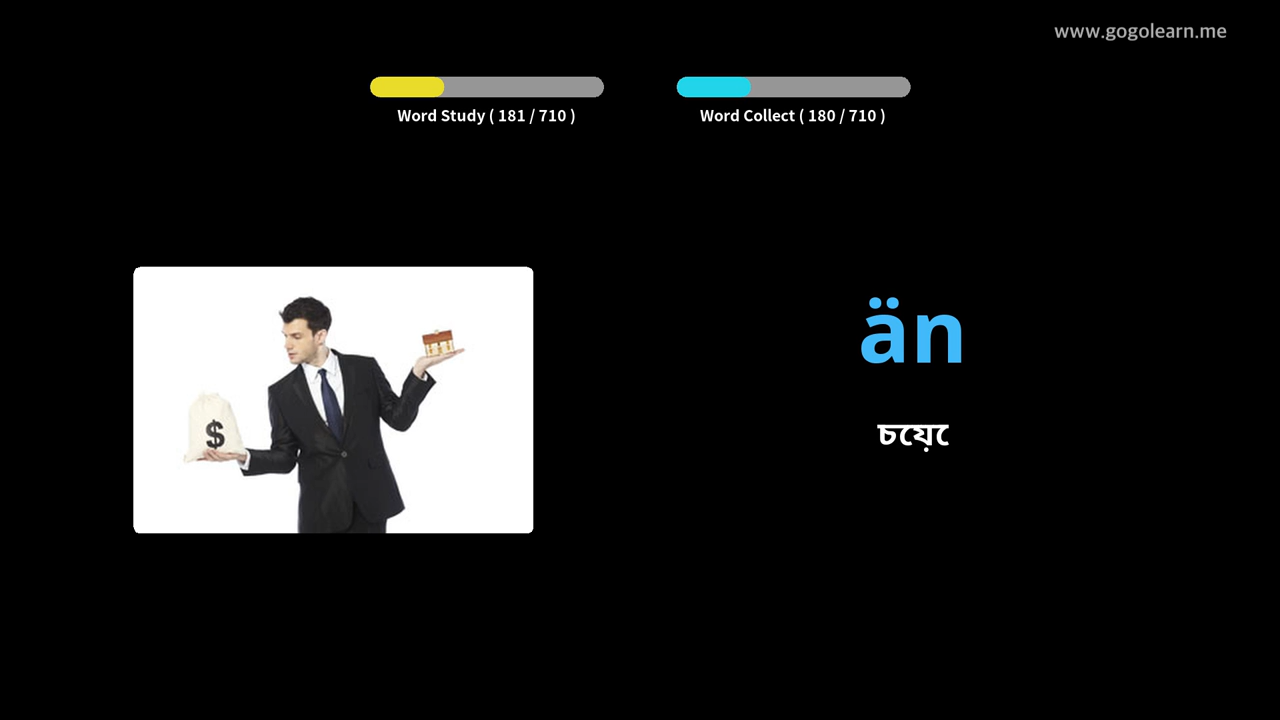 www.gogolearn.me
Word Study ( 181 / 710 )
Word Collect ( 180 / 710 )
$
än
চেয়ে